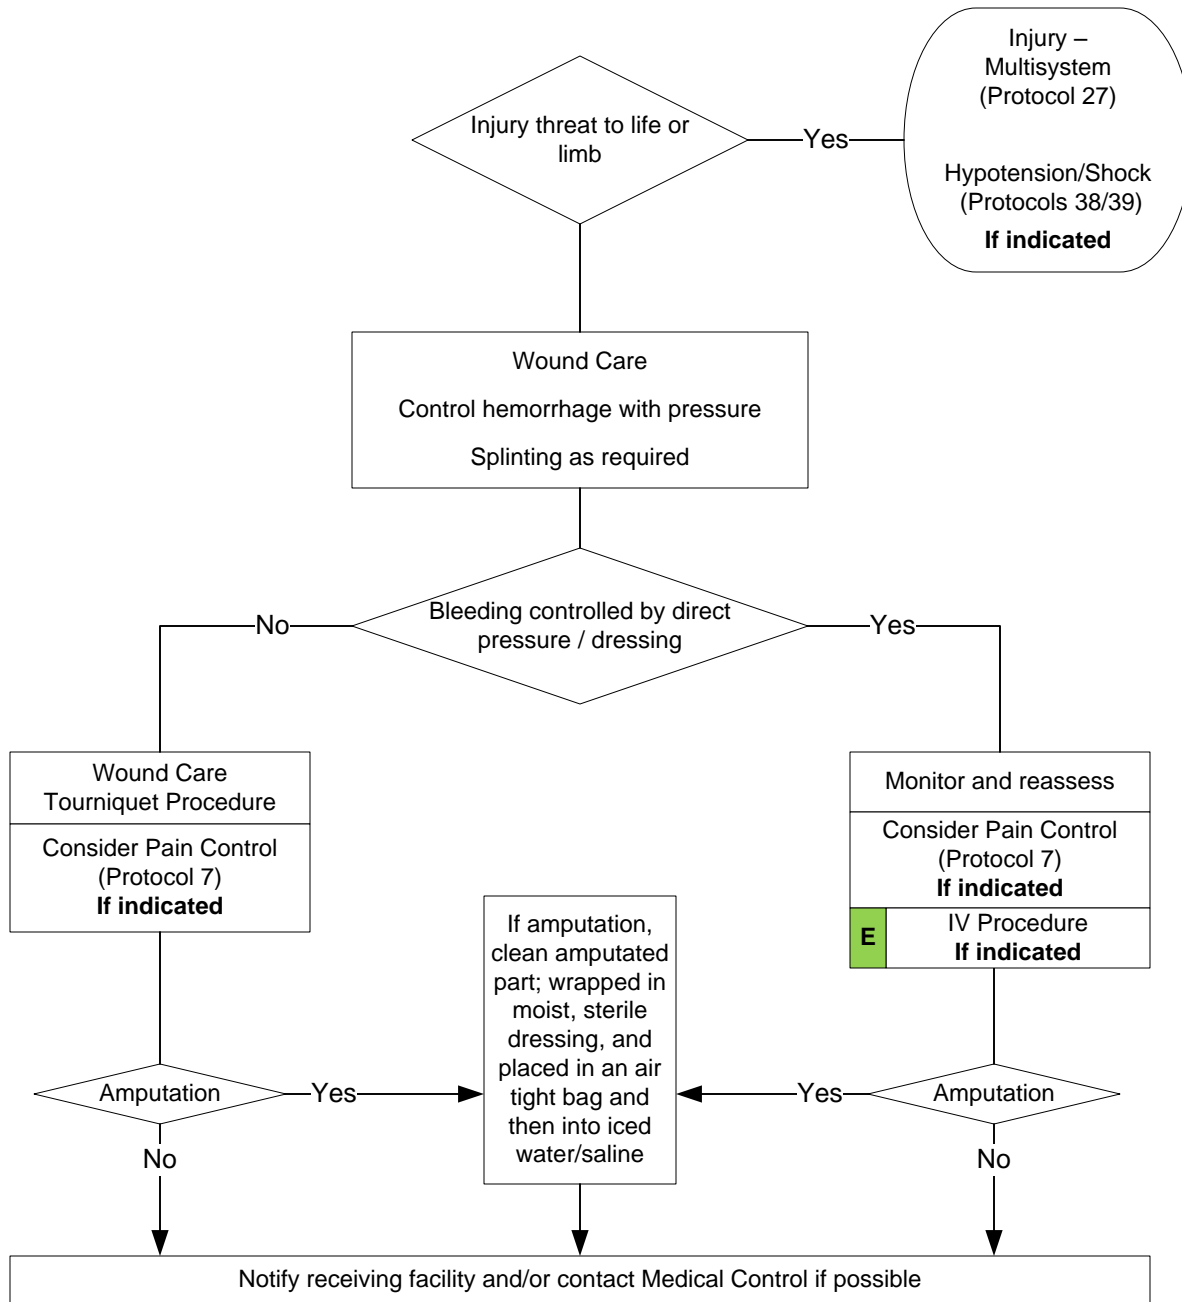 Injury –
Multisystem
(Protocol 27)
Hypotension/Shock
(Protocols 38/39)
If indicated
Injury threat to life or
limb
Yes
Wound Care
Control hemorrhage with pressure
Splinting as required
Bleeding controlled by direct
pressure / dressing
No
Yes
Wound Care
Tourniquet Procedure
Consider Pain Control
(Protocol 7)
If indicated
Monitor and reassess
Consider Pain Control
(Protocol 7)
If indicated
E
IV Procedure
If indicated
If amputation,
clean amputated
part; wrapped in
moist, sterile
dressing, and
placed in an air
tight bag and
then into iced
water/saline
Amputation
Yes
Yes
Amputation
No
No
Notify receiving facility and/or contact Medical Control if possible